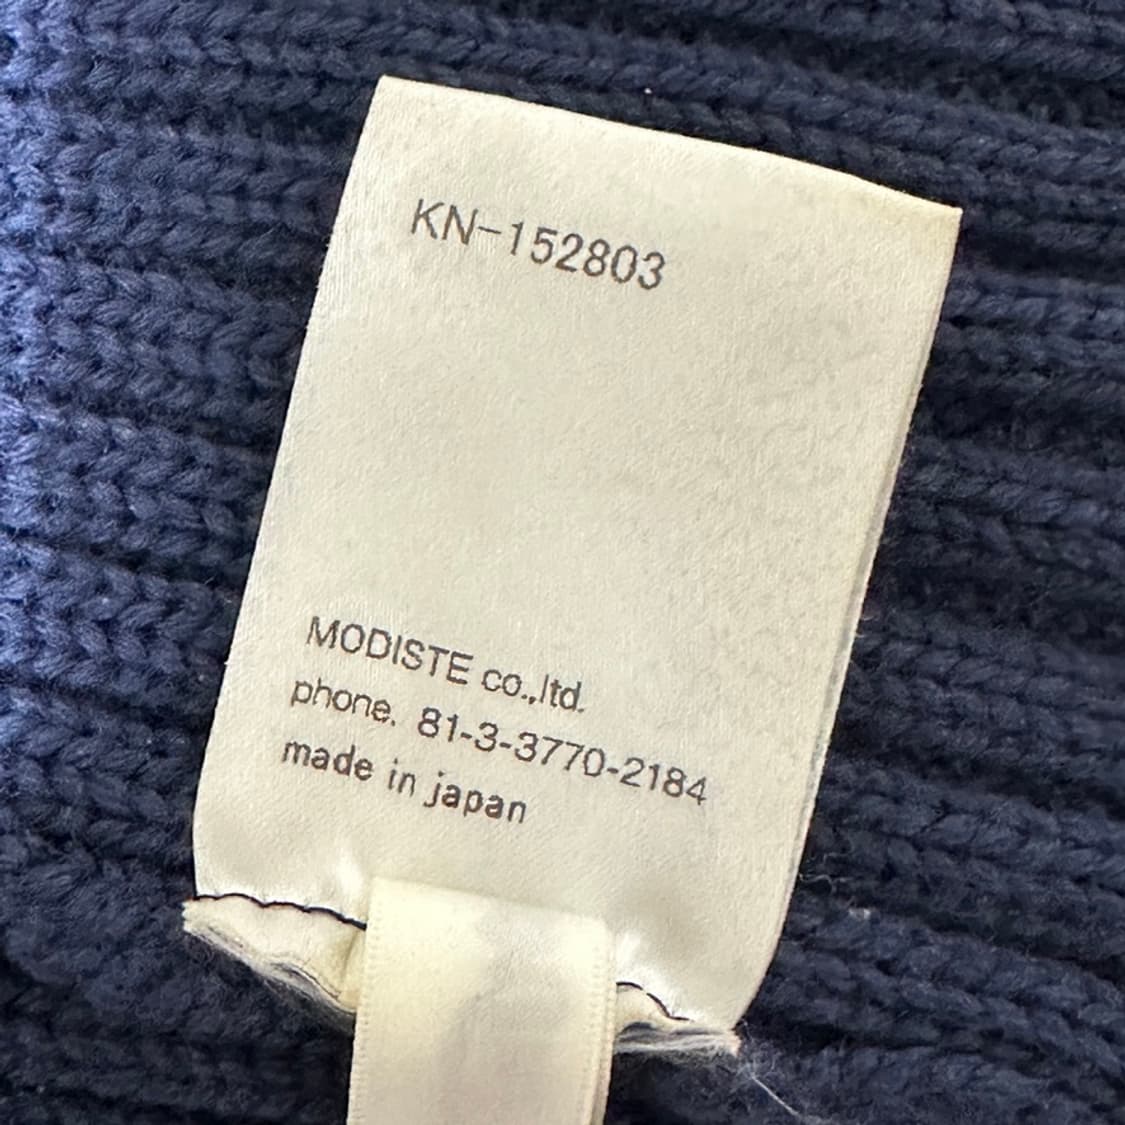 KN-152803
MODISTE co.,ltd.
phone. 81-3-3770-2184
made in japan